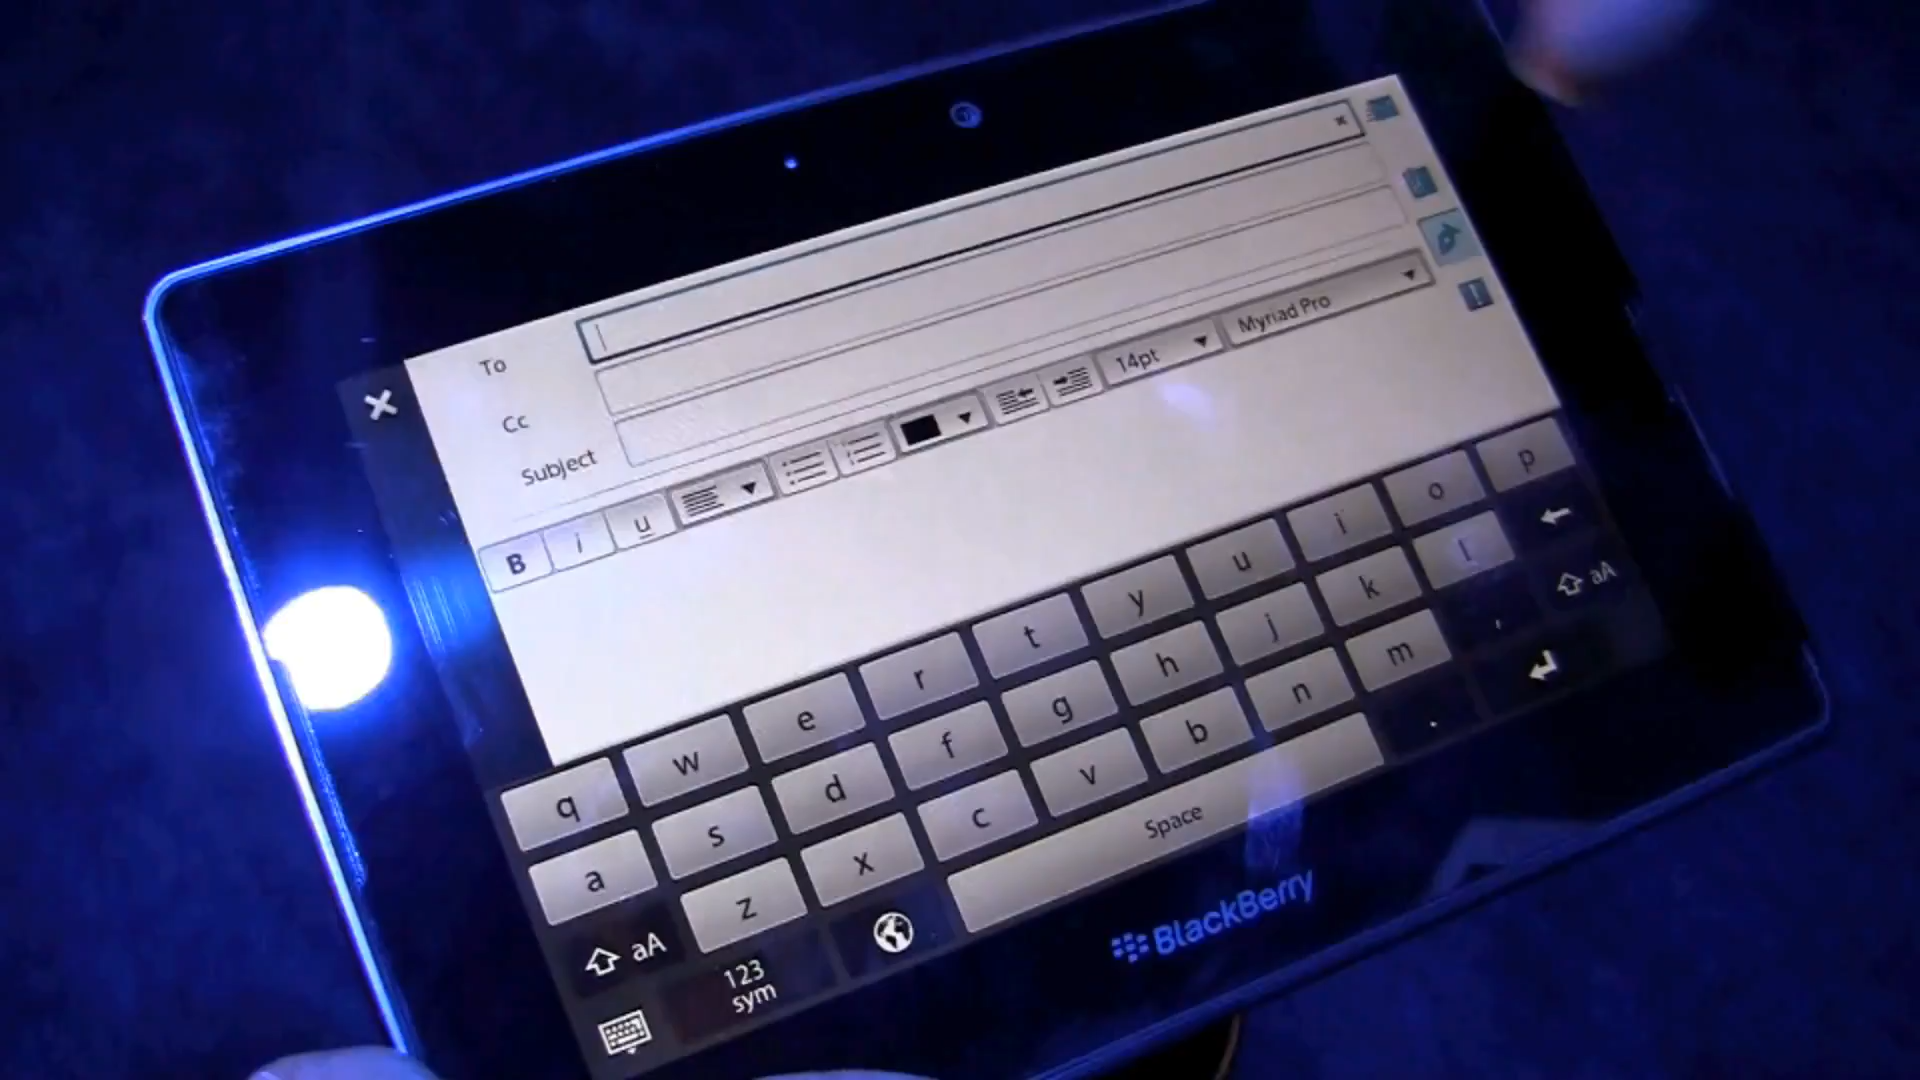 To
Cc
Subject
B i u 14pt Myriad Pro
q w e r t y u i o p
a s d f g h j k l
aA z x c v b n m , aA
123 sym Space .
BlackBerry